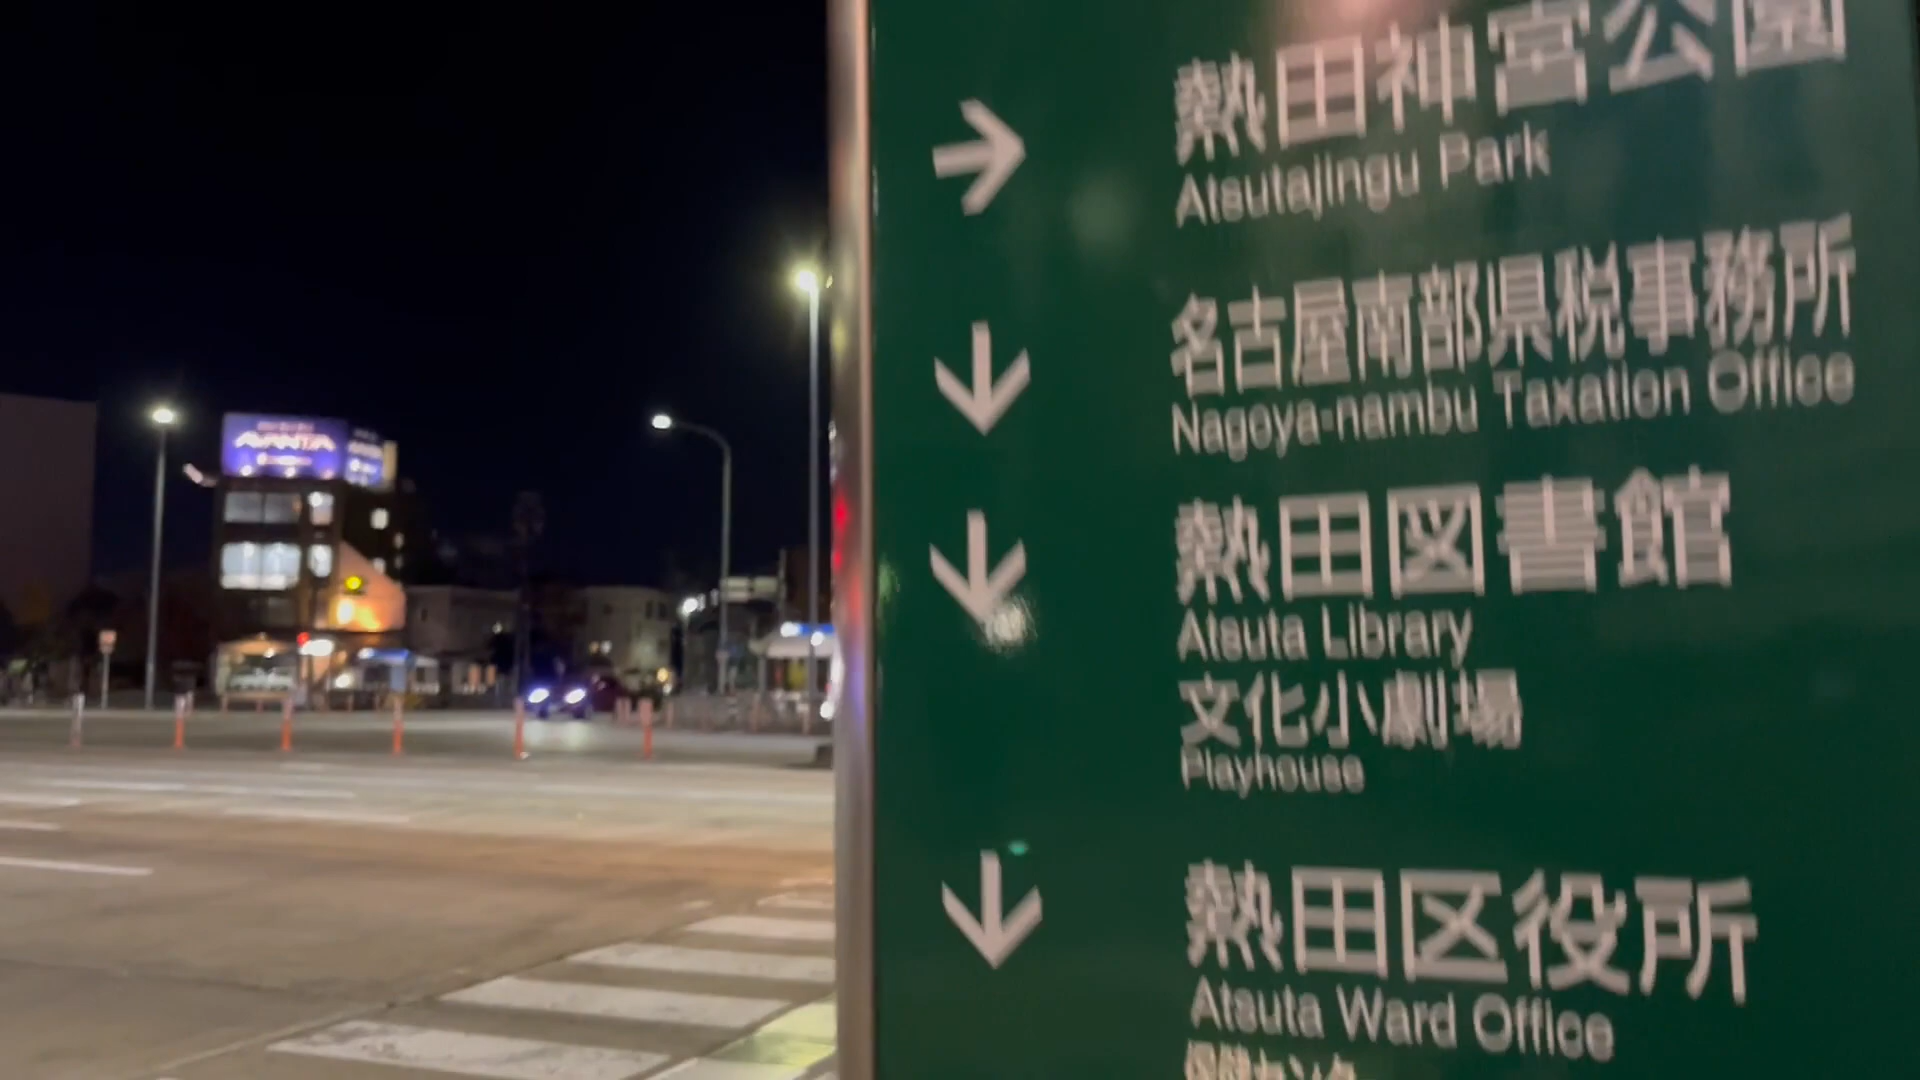 AVANTA
熱田神宮公園
Atsutajingu Park
名古屋南部県税事務所
Nagoya-nambu Taxation Office
熱田図書館
Atsuta Library
文化小劇場
Playhouse
熱田区役所
Atsuta Ward Office